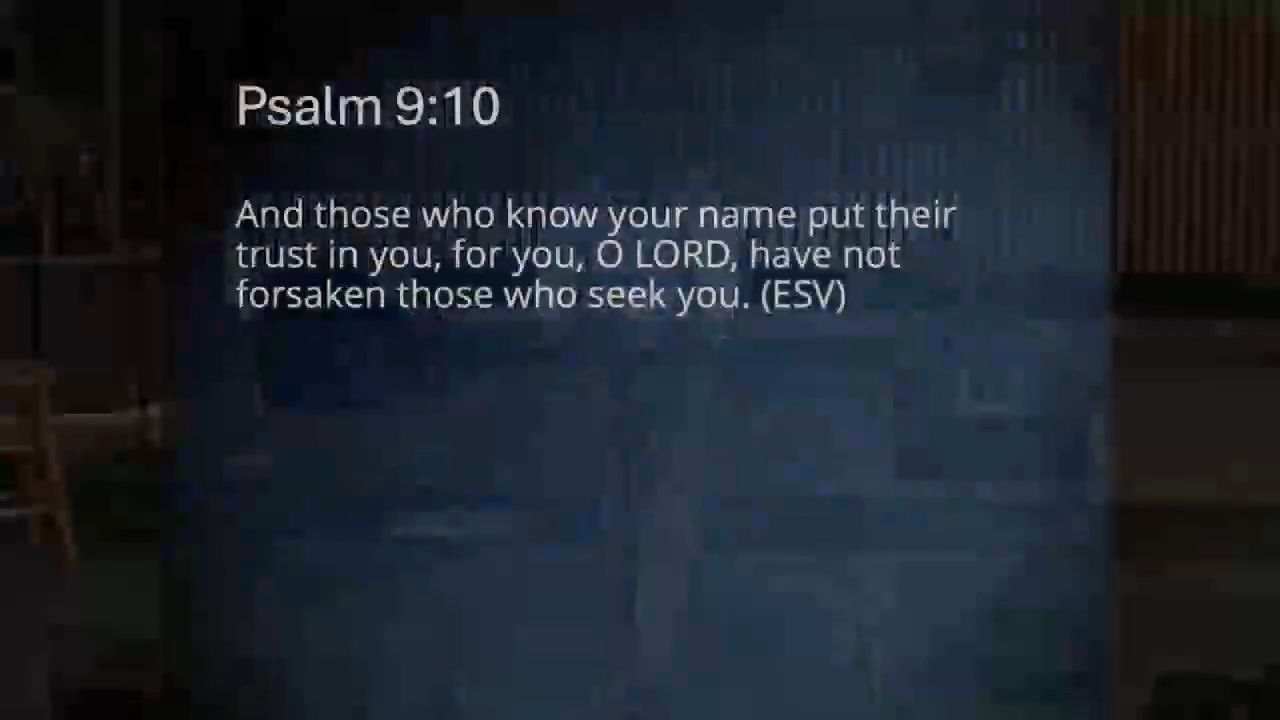 Psalm 9:10
And those who know your name put their
trust in you, for you, O LORD, have not
forsaken those who seek you. (ESV)